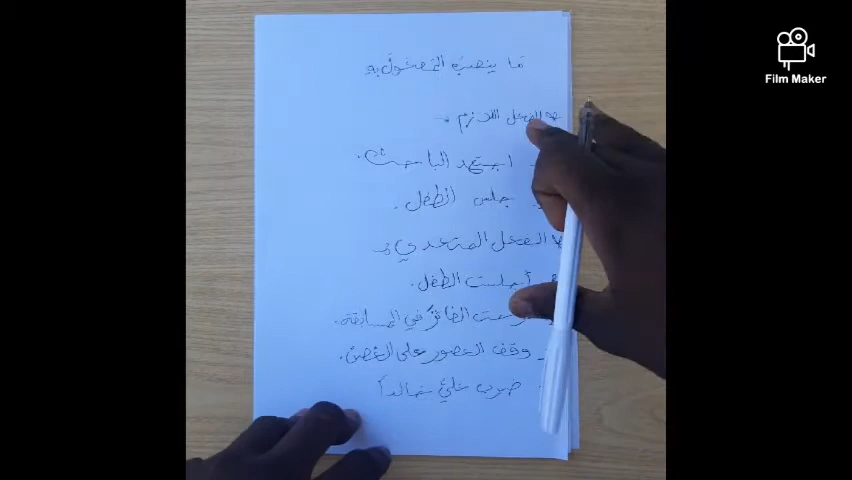 ما ينصب المفعول به
الفعل اللازم
اجتهد الباحث.
جلس الطفل.
الفعل المتعدي
أجلست الطفل.
الفائز في المسابقة.
وقف العصور على الغصن.
ضرب علي خالداً
Film Maker